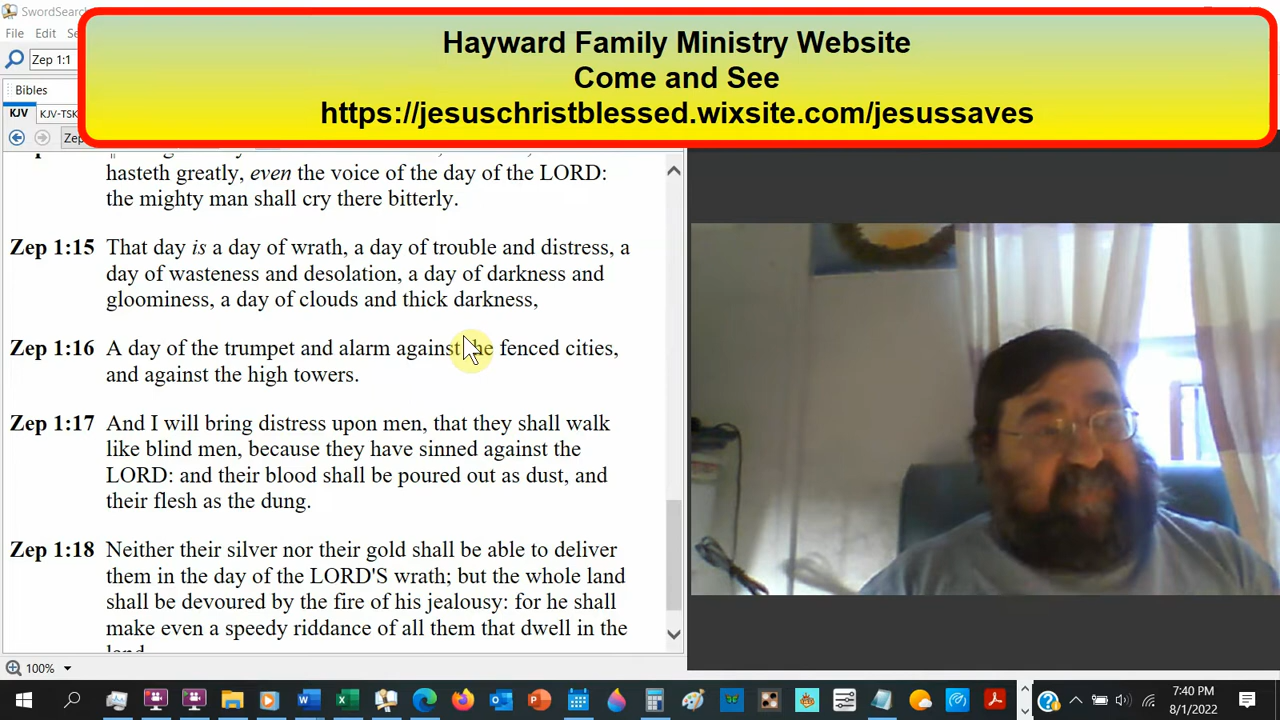 SwordSear
Hayward Family Ministry Website
Come and See
https://jesuschristblessed.wixsite.com/jesussaves
File Edit
Zep 1:1
Bibles
KJV KJV-TSK
Zep
hasteth greatly, even the voice of the day of the LORD:
the mighty man shall cry there bitterly.
Zep 1:15 That day is a day of wrath, a day of trouble and distress, a
day of wasteness and desolation, a day of darkness and
gloominess, a day of clouds and thick darkness,
Zep 1:16 A day of the trumpet and alarm against the fenced cities,
and against the high towers.
Zep 1:17 And I will bring distress upon men, that they shall walk
like blind men, because they have sinned against the
LORD: and their blood shall be poured out as dust, and
their flesh as the dung.
Zep 1:18 Neither their silver nor their gold shall be able to deliver
them in the day of the LORD'S wrath; but the whole land
shall be devoured by the fire of his jealousy: for he shall
make even a speedy riddance of all them that dwell in the
100%
7:40 PM
8/1/2022